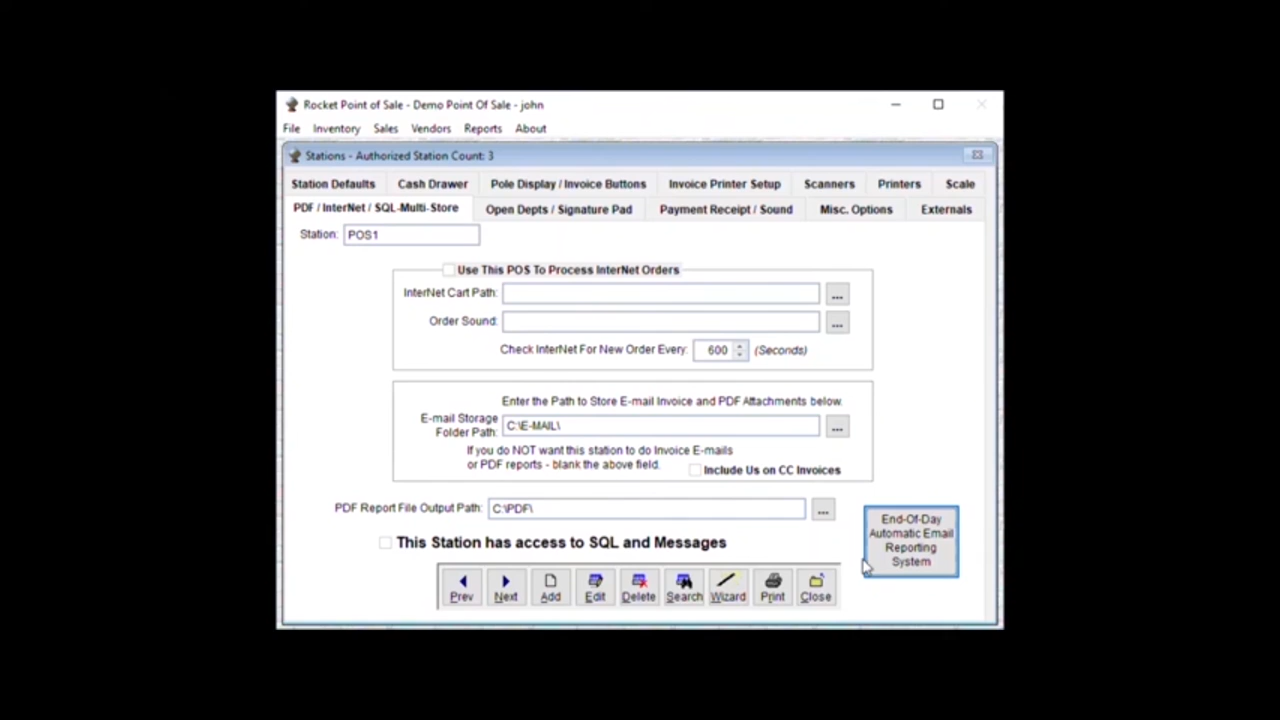 Rocket Point of Sale - Demo Point Of Sale - john
File Inventory Sales Vendors Reports About
Stations - Authorized Station Count: 3
Station Defaults Cash Drawer Pole Display / Invoice Buttons Invoice Printer Setup Scanners Printers Scale
PDF / InterNet / SQL-Multi-Store Open Depts / Signature Pad Payment Receipt / Sound Misc. Options Externals
Station: POS1
Use This POS To Process InterNet Orders
InterNet Cart Path: ...
Order Sound: ...
Check InterNet For New Order Every: 600 (Seconds)
Enter the Path to Store E-mail Invoice and PDF Attachments below.
E-mail Storage
Folder Path: C:\E-MAIL\ ...
If you do NOT want this station to do Invoice E-mails
or PDF reports - blank the above field.
Include Us on CC Invoices
PDF Report File Output Path: C:\PDF\ ...
End-Of-Day
Automatic Email
Reporting
System
This Station has access to SQL and Messages
Prev Next Add Edit Delete Search Wizard Print Close